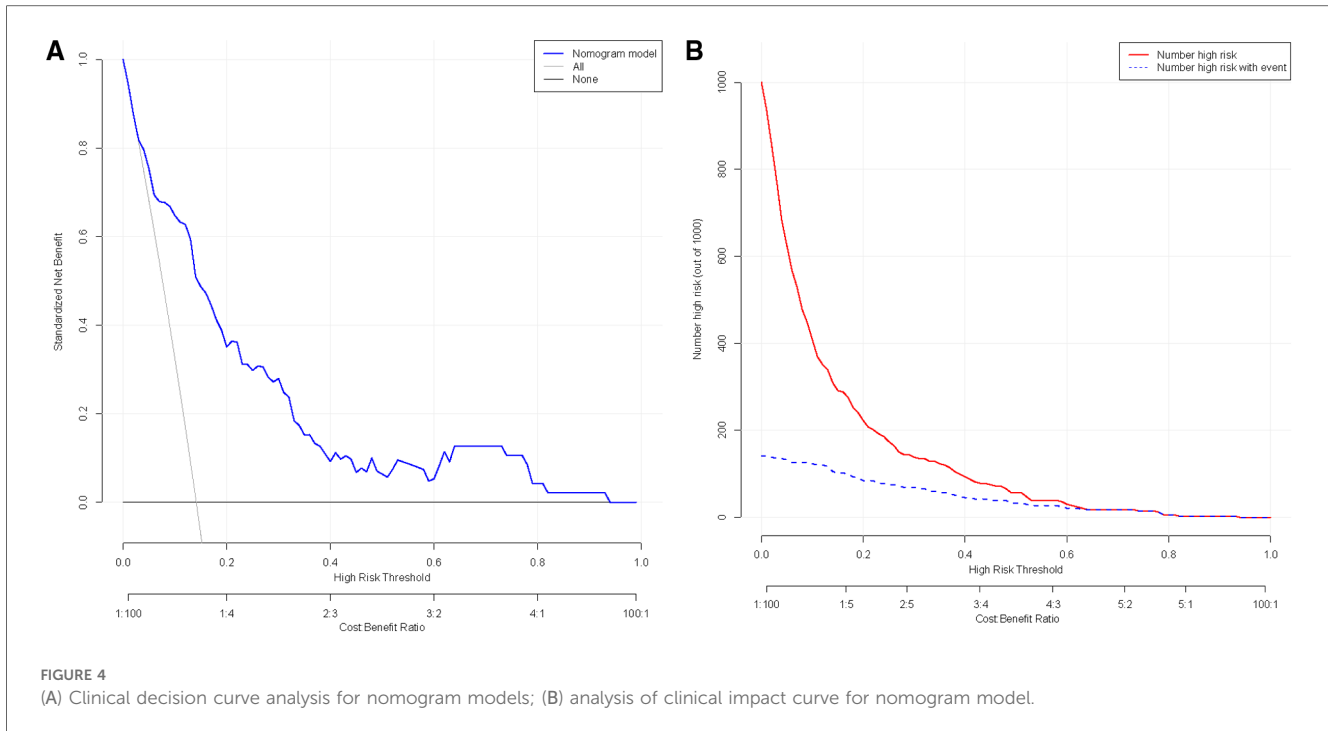 A
Nomogram model
All
None
Standardized Net Benefit
1.0
0.8
0.6
0.4
0.2
0.0
0.0 0.2 0.4 0.6 0.8 1.0
High Risk Threshold
1:100 1:4 2:3 3:2 4:1 100:1
Cost:Benefit Ratio
B
Number high risk
Number high risk with event
Number high risk (out of 1000)
1000
800
600
400
200
0
0.0 0.2 0.4 0.6 0.8 1.0
High Risk Threshold
1:100 1:5 2:5 3:4 4:3 5:2 5:1 100:1
Cost:Benefit Ratio
FIGURE 4
(A) Clinical decision curve analysis for nomogram models; (B) analysis of clinical impact curve for nomogram model.